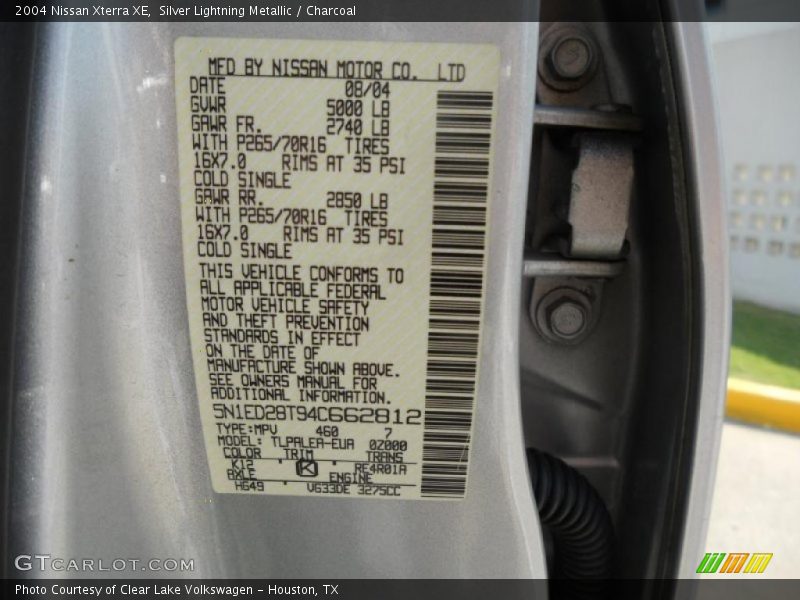 2004 Nissan Xterra XE,  Silver Lightning Metallic / Charcoal
MFD BY NISSAN MOTOR CO., LTD
DATE 08/04
GVWR 5000 LB
GAWR FR. 2740 LB
WITH P265/70R16 TIRES
16X7.0 RIMS AT 35 PSI
COLD SINGLE
GAWR RR. 2850 LB
WITH P265/70R16 TIRES
16X7.0 RIMS AT 35 PSI
COLD SINGLE
THIS VEHICLE CONFORMS TO
ALL APPLICABLE FEDERAL
MOTOR VEHICLE SAFETY
AND THEFT PREVENTION
STANDARDS IN EFFECT
ON THE DATE OF
MANUFACTURE SHOWN ABOVE.
SEE OWNERS MANUAL FOR
ADDITIONAL INFORMATION.
5N1ED28T94C662812
TYPE:MPV 460 7
MODEL: TLPALEA-EUA 0Z000
COLOR TRIM TRANS
K12 K RE4R01A
AXLE ENGINE
HG49 VG33DE 3275CC
GTCARLOT.COM
Photo Courtesy of Clear Lake Volkswagen – Houston, TX